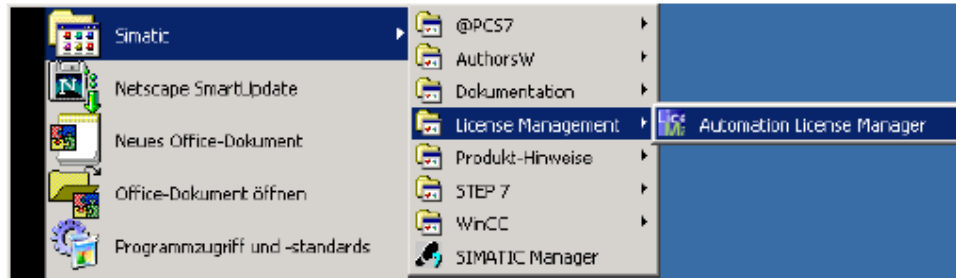 Simatic
Netscape SmartUpdate
Neues Office-Dokument
Office-Dokument öffnen
Programmzugriff und -standards
@PCS7
AuthorsW
Dokumentation
License Management
Produkt-Hinweise
STEP 7
WinCC
SIMATIC Manager
Automation License Manager